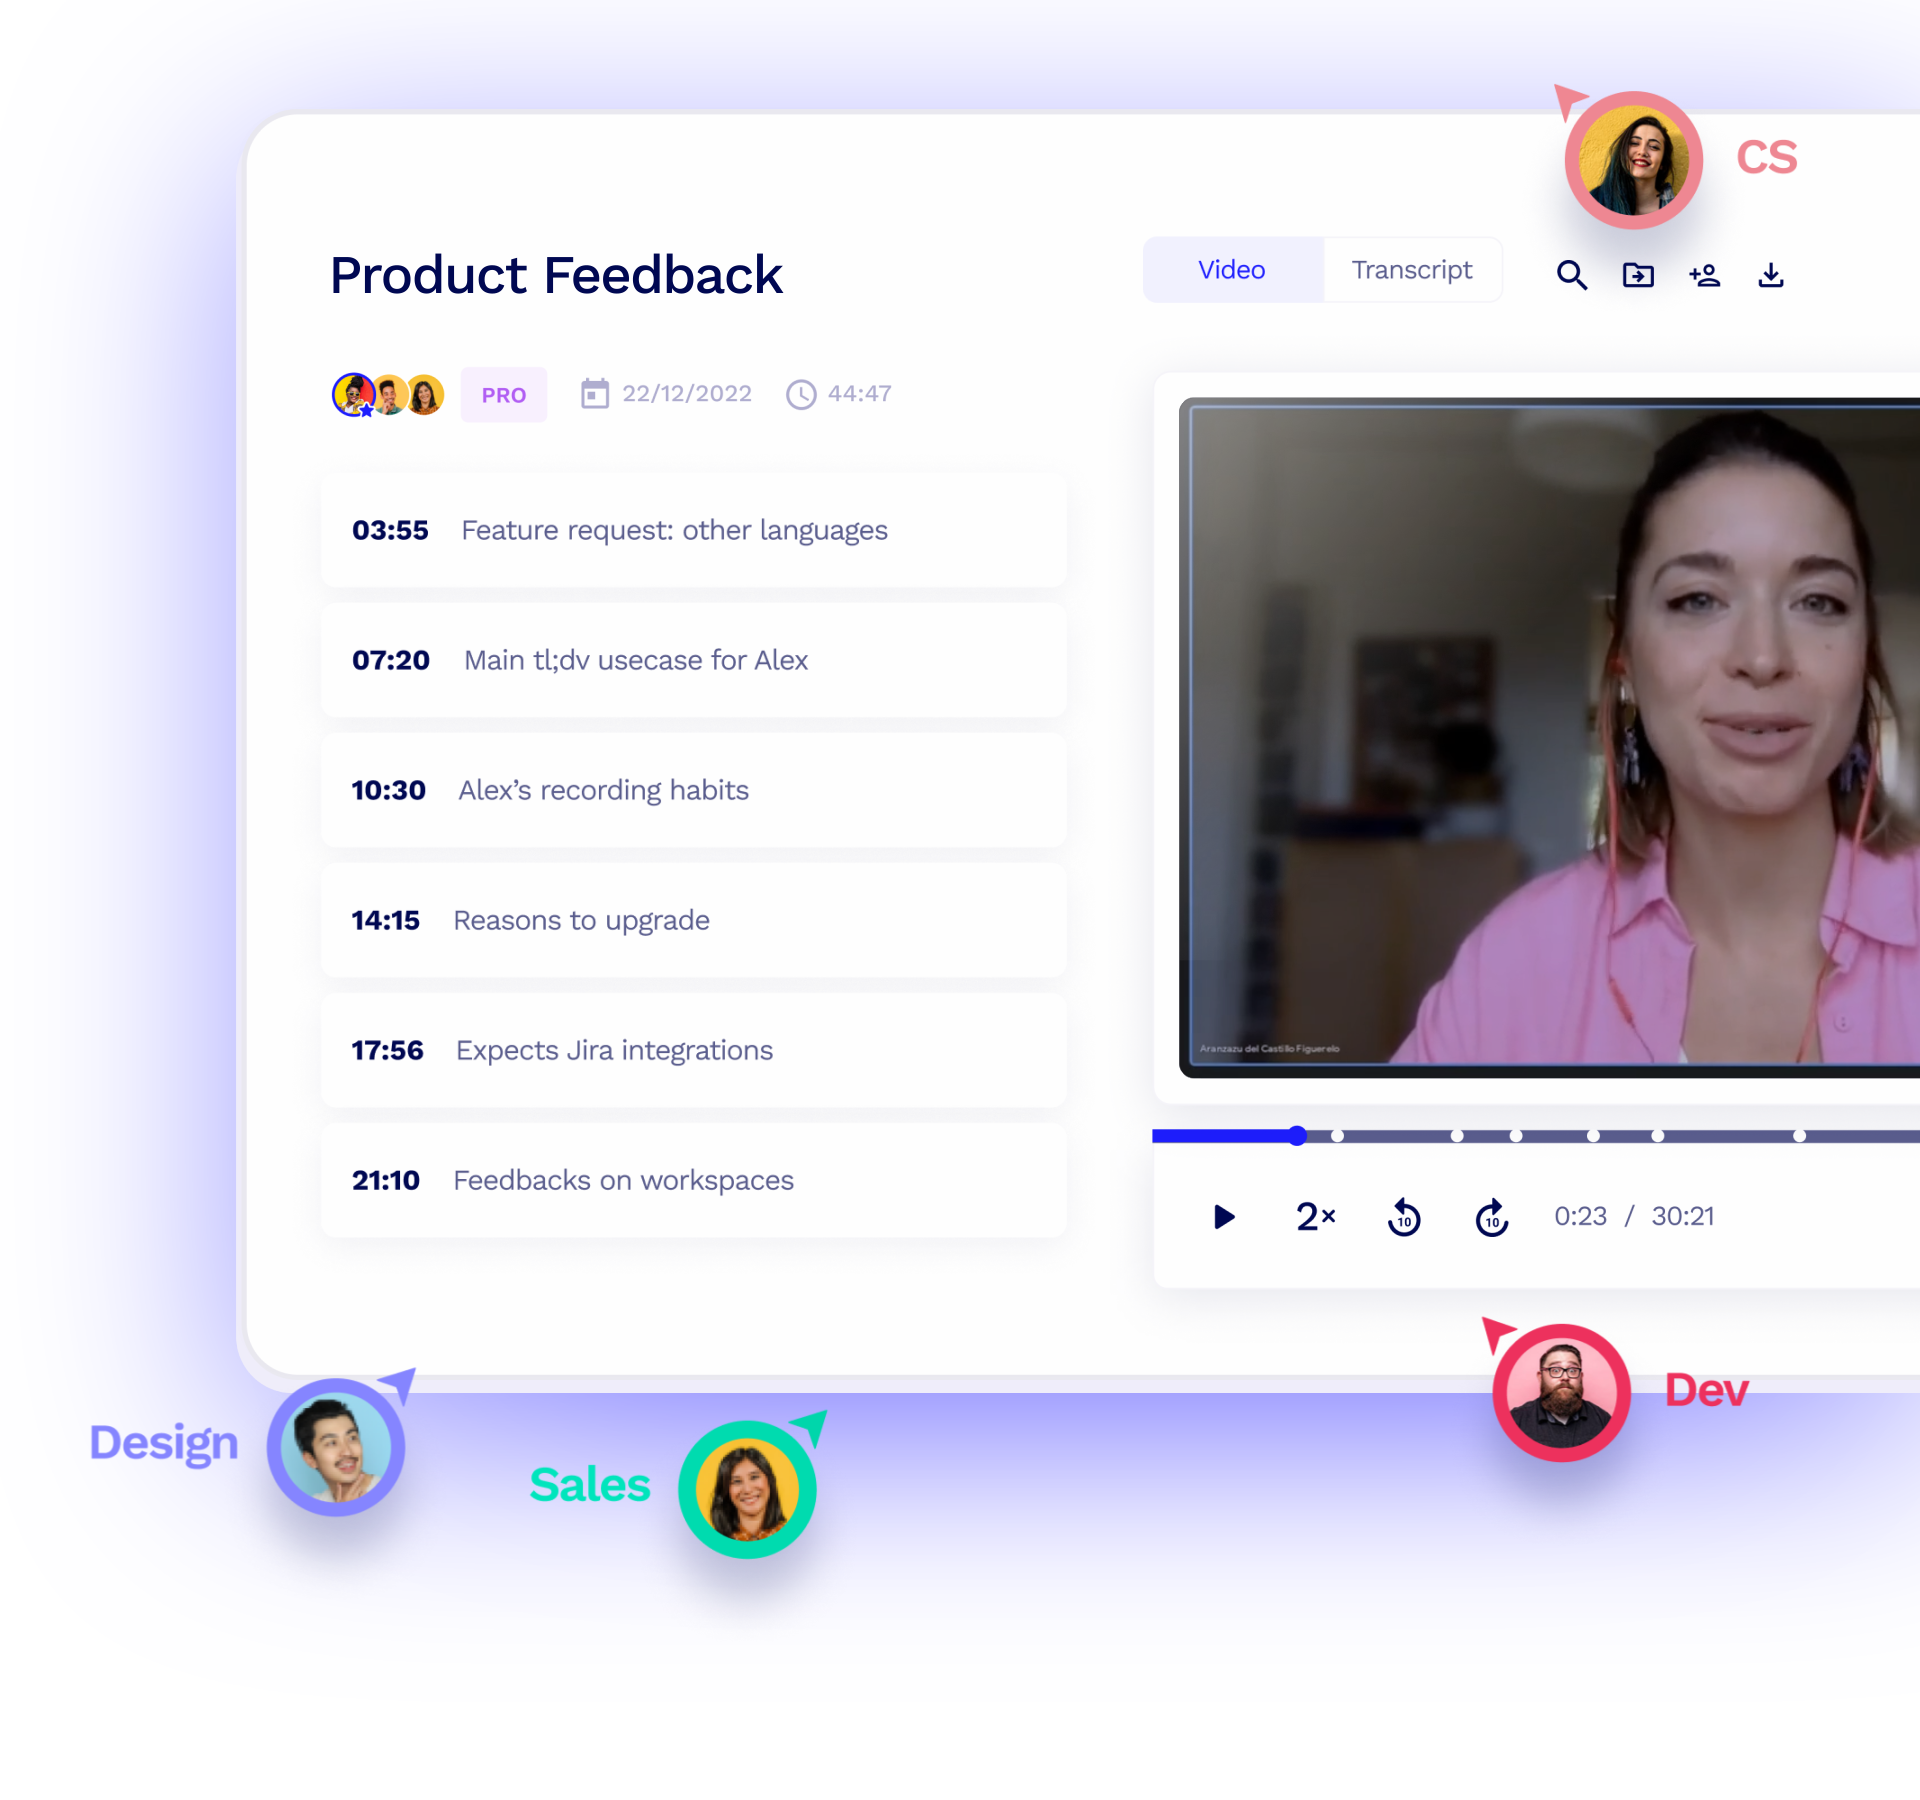 CS
Product Feedback
Video Transcript
PRO 22/12/2022 44:47
03:55 Feature request: other languages
07:20 Main tl;dv usecase for Alex
10:30 Alex’s recording habits
14:15 Reasons to upgrade
17:56 Expects Jira integrations
21:10 Feedbacks on workspaces
Aranzazu del Castillo Figuerelo
2× 10 10 0:23 / 30:21
Design
Sales
Dev